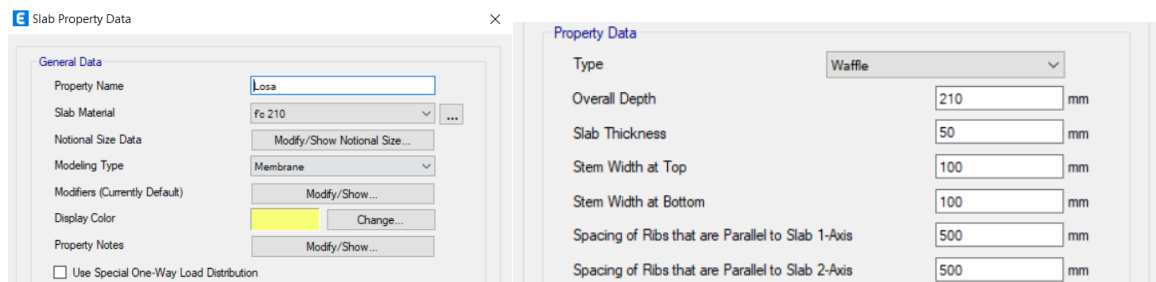 E Slab Property Data
General Data
Property Name Losa
Slab Material f'c 210 ...
Notional Size Data Modify/Show Notional Size...
Modeling Type Membrane
Modifiers (Currently Default) Modify/Show...
Display Color Change...
Property Notes Modify/Show...
Use Special One-Way Load Distribution
Property Data
Type Waffle
Overall Depth 210 mm
Slab Thickness 50 mm
Stem Width at Top 100 mm
Stem Width at Bottom 100 mm
Spacing of Ribs that are Parallel to Slab 1-Axis 500 mm
Spacing of Ribs that are Parallel to Slab 2-Axis 500 mm